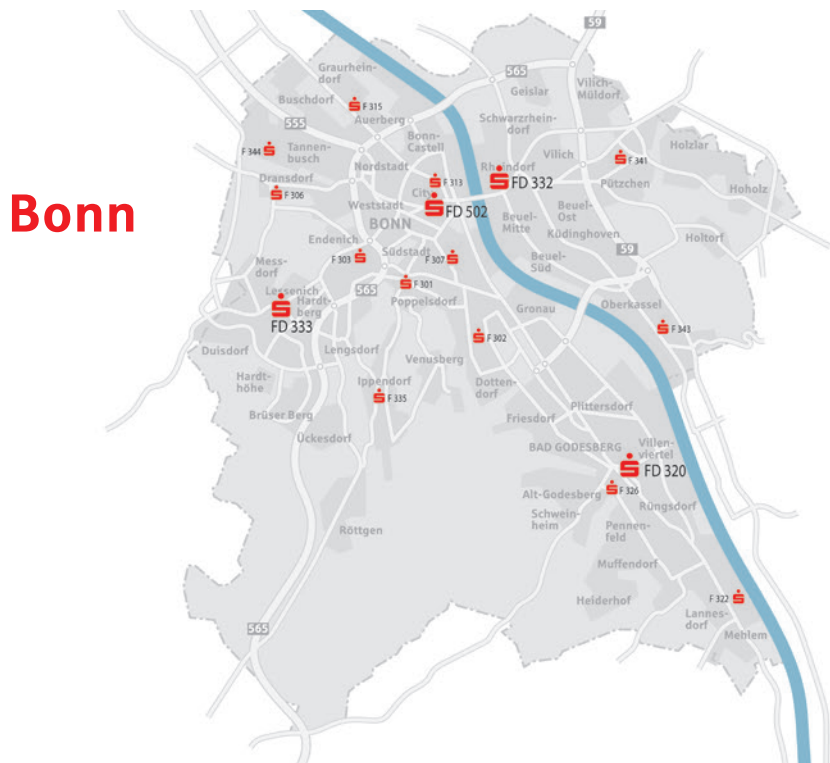 59
Graurhein-
dorf
565
Geislar
Vilich-
Müldorf
Buschdorf
F 315
Auerberg
555
Bonn-
Castell
Schwarzrhein-
dorf
F 344
Tannen-
busch
Nordstadt
Vilich
F 341
Holzlar
Rheindorf
FD 332
Dransdorf
F 306
F 313
City
Pützchen
Hoholz
Bonn
Weststadt
FD 502
BONN
Beuel-
Mitte
Beuel-
Ost
Küdinghoven
Holtorf
Endenich
F 303
Südstadt
F 307
59
Beuel-
Süd
Mess-
dorf
Lessenich
Hardt-
berg
565
F 301
Poppelsdorf
Gronau
Oberkassel
FD 333
F 343
F 302
Duisdorf
Lengsdorf
Venusberg
Hardt-
höhe
Ippendorf
F 335
Dotten-
dorf
Brüser Berg
Friesdorf
Plittersdorf
Ückesdorf
BAD GODESBERG
Villen-
viertel
FD 320
Alt-Godesberg
F 326
Schwein-
heim
Rüngsdorf
Röttgen
Pennen-
feld
Muffendorf
Heiderhof
F 322
Lannes-
dorf
Mehlem
565